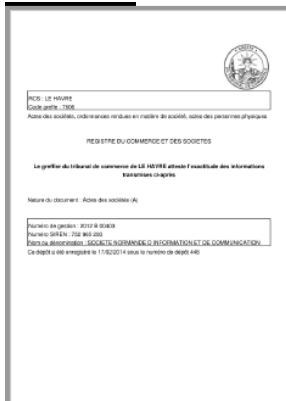 RCS : LE HAVRE
Code greffe : 7606
Actes des sociétés, ordonnances rendues en matière de société, actes des personnes physiques
REGISTRE DU COMMERCE ET DES SOCIETES
Le greffier du tribunal de commerce de LE HAVRE atteste l'exactitude des informations
transmises ci-après
Nature du document : Actes des sociétés (A)
Numéro de gestion : 2012 B 00403
Numéro SIREN : 752 965 293
Nom ou dénomination : SOCIETE NORMANDE D INFORMATION ET DE COMMUNICATION
Ce dépôt a été enregistré le 11/02/2014 sous le numéro de dépôt 446